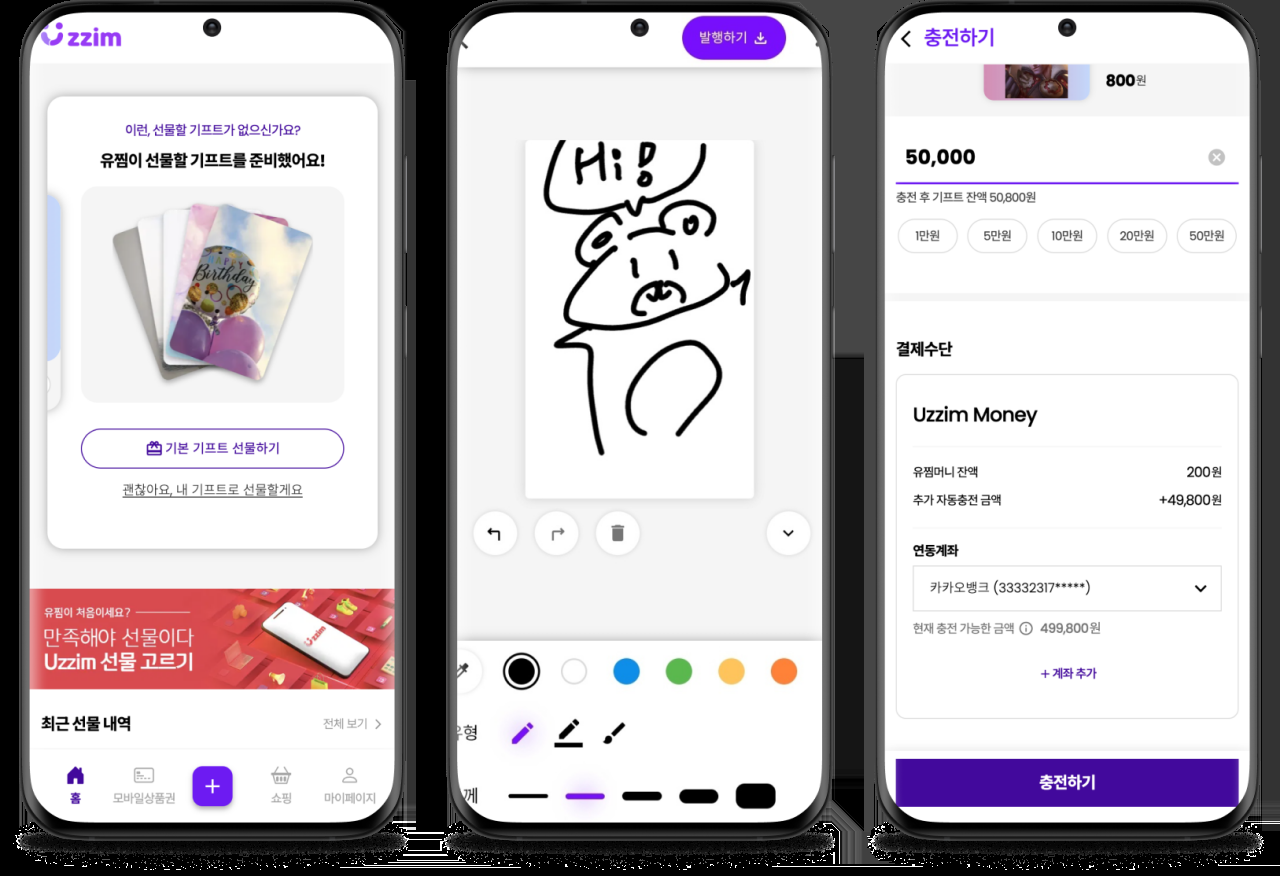 Uzzim
이런, 선물할 기프트가 없으신가요?
유찜이 선물할 기프트를 준비했어요!
HAPPY
Birthday
기본 기프트 선물하기
괜찮아요, 내 기프트로 선물할게요
유찜이 처음이세요?
만족해야 선물이다
Uzzim 선물 고르기
Uzzim
최근 선물 내역
전체 보기
홈
모바일상품권
쇼핑
마이페이지
발행하기
Hi!
형
께
충전하기
800원
50,000
충전 후 기프트 잔액 50,800원
1만원 5만원 10만원 20만원 50만원
결제수단
Uzzim Money
유찜머니 잔액 200원
추가 자동충전 금액 +49,800원
연동계좌
카카오뱅크 (33332317*****)
현재 충전 가능한 금액 499,800원
+ 계좌 추가
충전하기